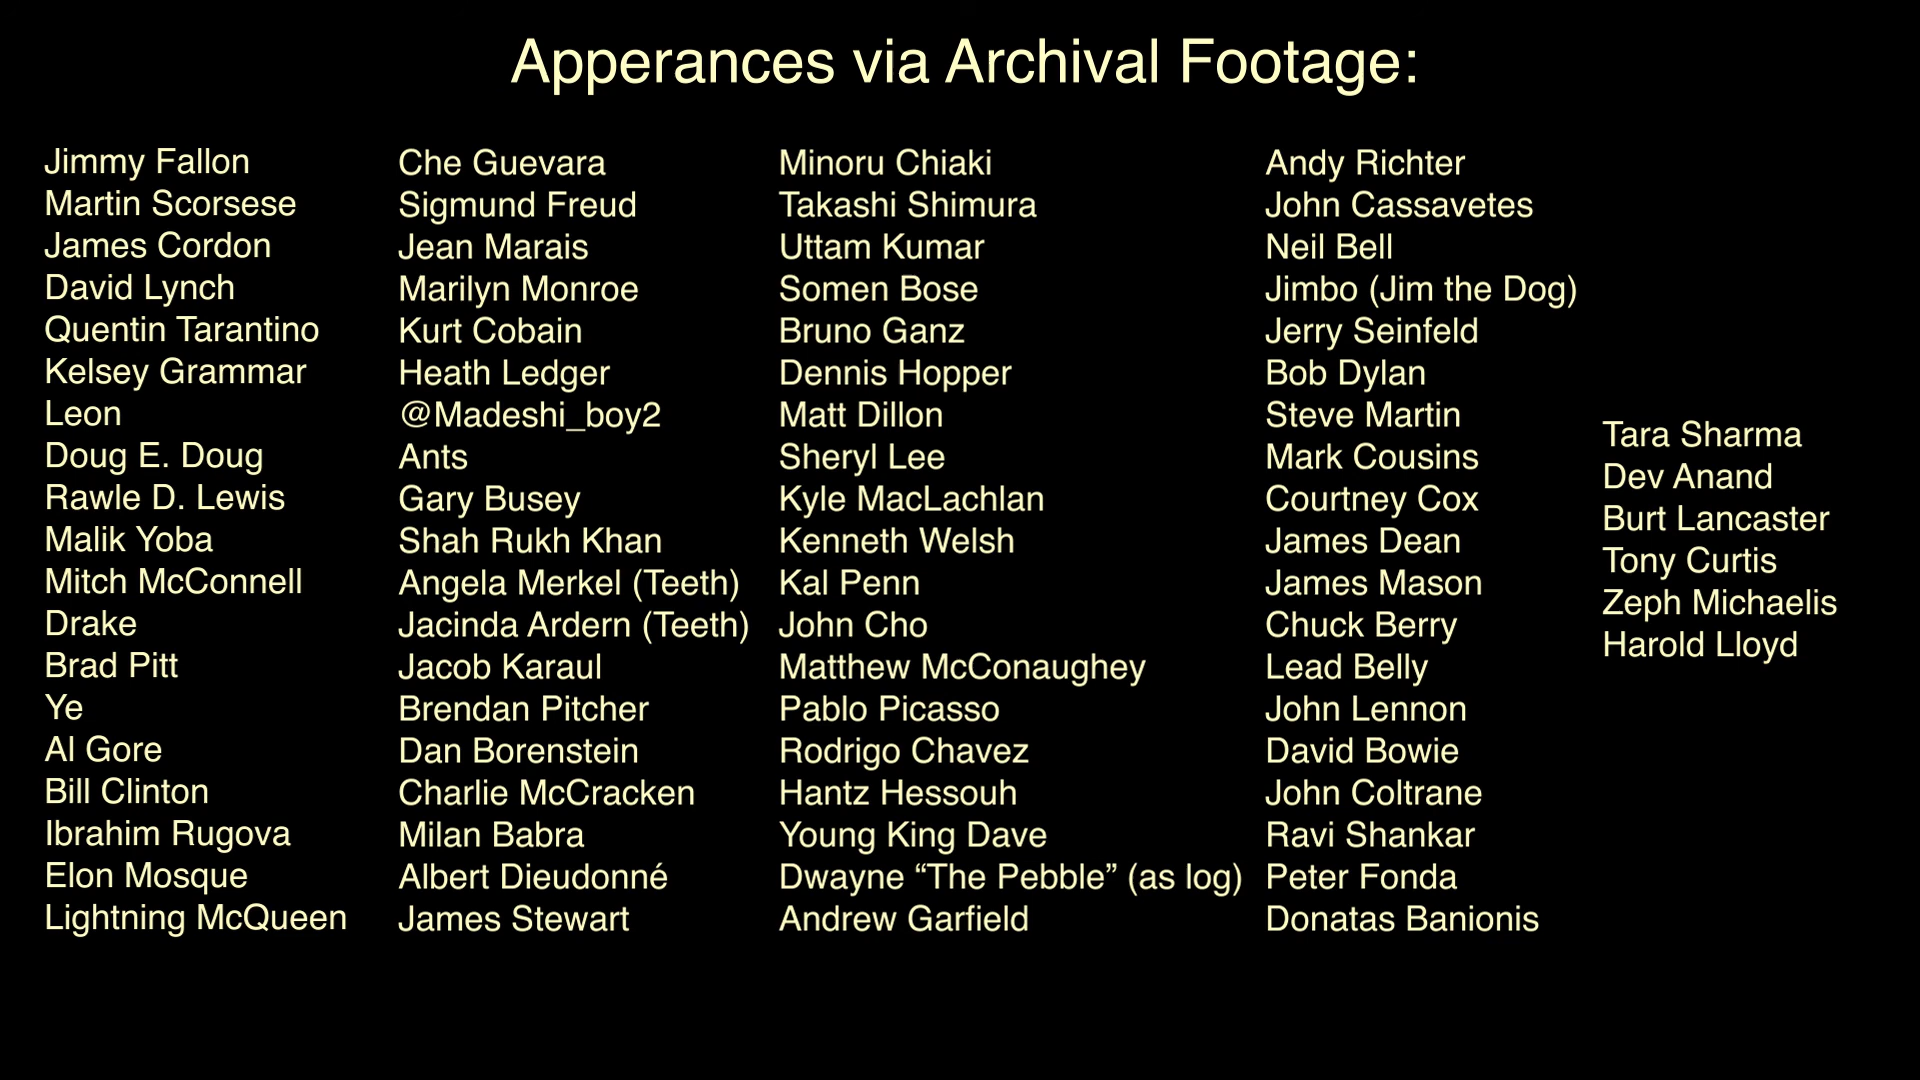 Apperances via Archival Footage:
Jimmy Fallon
Martin Scorsese
James Cordon
David Lynch
Quentin Tarantino
Kelsey Grammar
Leon
Doug E. Doug
Rawle D. Lewis
Malik Yoba
Mitch McConnell
Drake
Brad Pitt
Ye
Al Gore
Bill Clinton
Ibrahim Rugova
Elon Mosque
Lightning McQueen
Che Guevara
Sigmund Freud
Jean Marais
Marilyn Monroe
Kurt Cobain
Heath Ledger
@Madeshi_boy2
Ants
Gary Busey
Shah Rukh Khan
Angela Merkel (Teeth)
Jacinda Ardern (Teeth)
Jacob Karaul
Brendan Pitcher
Dan Borenstein
Charlie McCracken
Milan Babra
Albert Dieudonné
James Stewart
Minoru Chiaki
Takashi Shimura
Uttam Kumar
Somen Bose
Bruno Ganz
Dennis Hopper
Matt Dillon
Sheryl Lee
Kyle MacLachlan
Kenneth Welsh
Kal Penn
John Cho
Matthew McConaughey
Pablo Picasso
Rodrigo Chavez
Hantz Hessouh
Young King Dave
Dwayne “The Pebble” (as log)
Andrew Garfield
Andy Richter
John Cassavetes
Neil Bell
Jimbo (Jim the Dog)
Jerry Seinfeld
Bob Dylan
Steve Martin
Mark Cousins
Courtney Cox
James Dean
James Mason
Chuck Berry
Lead Belly
John Lennon
David Bowie
John Coltrane
Ravi Shankar
Peter Fonda
Donatas Banionis
Tara Sharma
Dev Anand
Burt Lancaster
Tony Curtis
Zeph Michaelis
Harold Lloyd